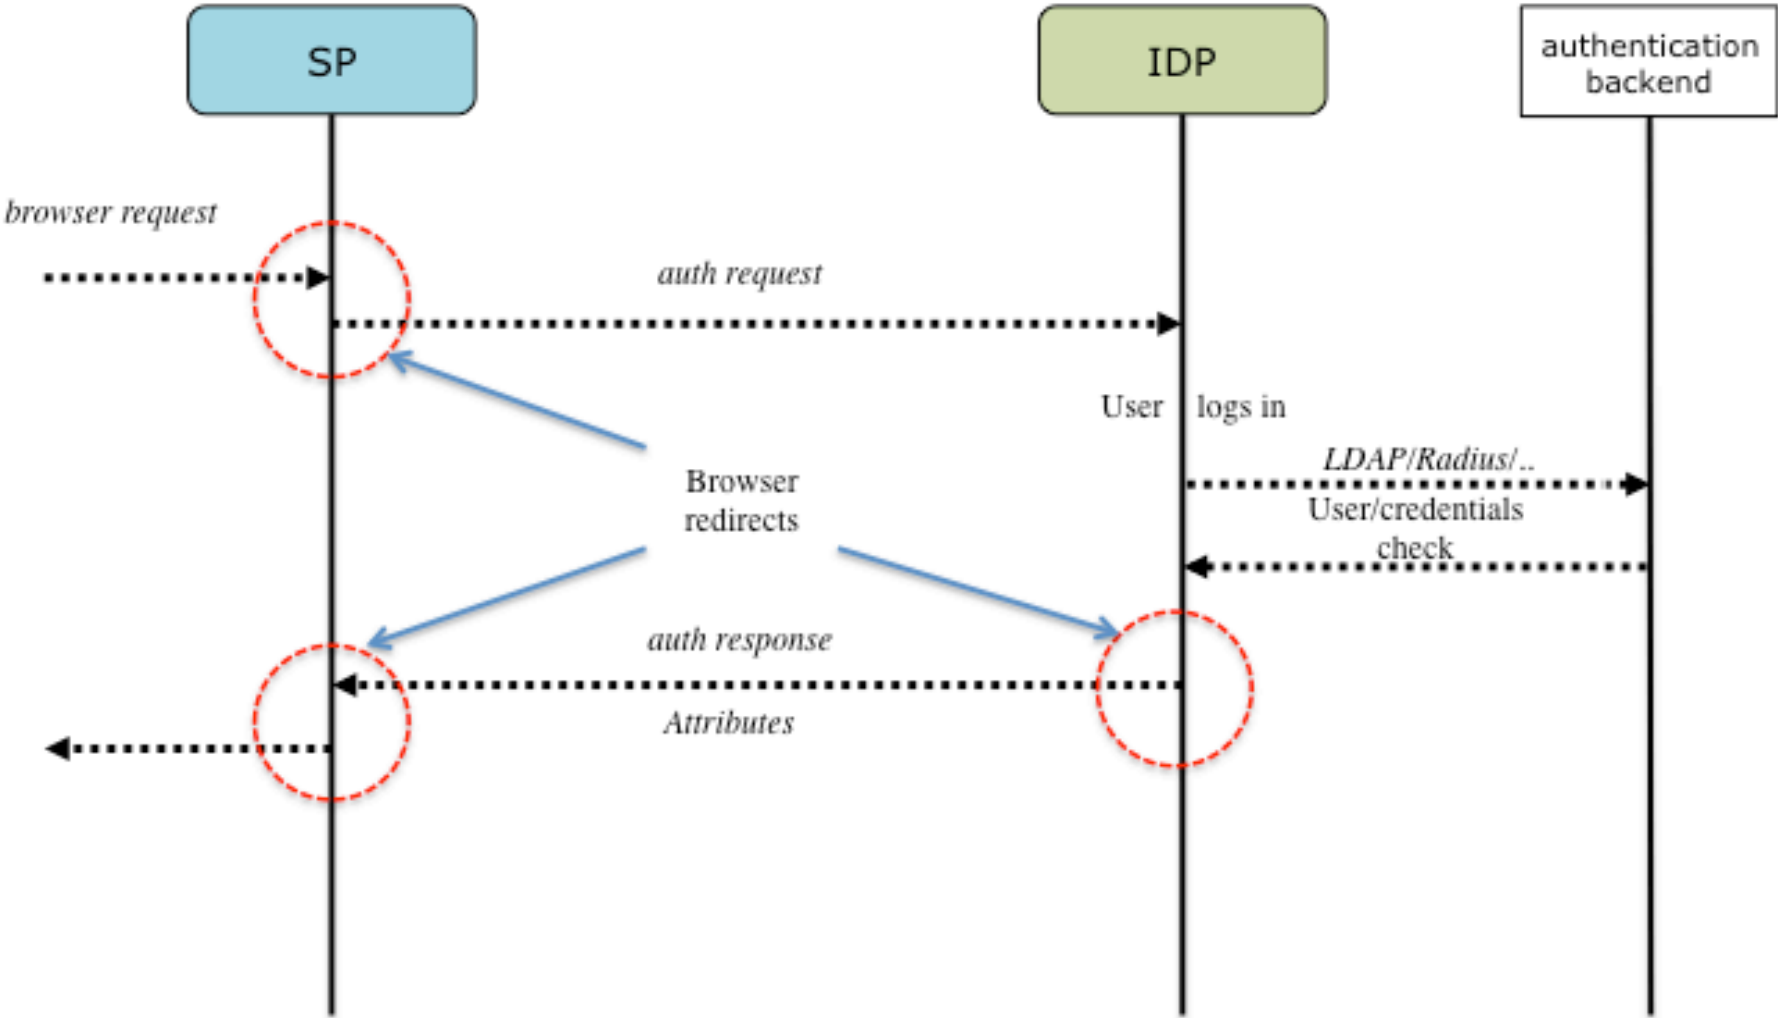 SP
IDP
authentication
backend
browser request
auth request
User logs in
LDAP/Radius/..
User/credentials
check
Browser
redirects
auth response
Attributes